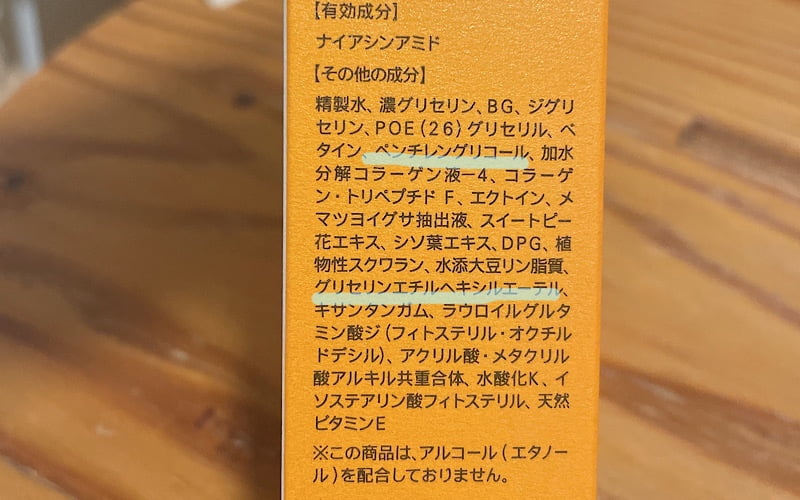 【有効成分】
ナイアシンアミド
【その他の成分】
精製水、濃グリセリン、BG、ジグリ
セリン、POE(26)グリセリル、ベ
タイン、ペンチレングリコール、加水
分解コラーゲン液−4、コラーゲ
ン・トリペプチド F、エクトイン、メ
マツヨイグサ抽出液、スイートピー
花エキス、シソ葉エキス、DPG、植
物性スクワラン、水添大豆リン脂質、
グリセリンエチルヘキシルエーテル、
キサンタンガム、ラウロイルグルタ
ミン酸ジ(フィトステリル・オクチル
ドデシル)、アクリル酸・メタクリル
酸アルキル共重合体、水酸化K、イ
ソステアリン酸フィトステリル、天然
ビタミンE
※この商品は、アルコール(エタノー
ル)を配合しておりません。